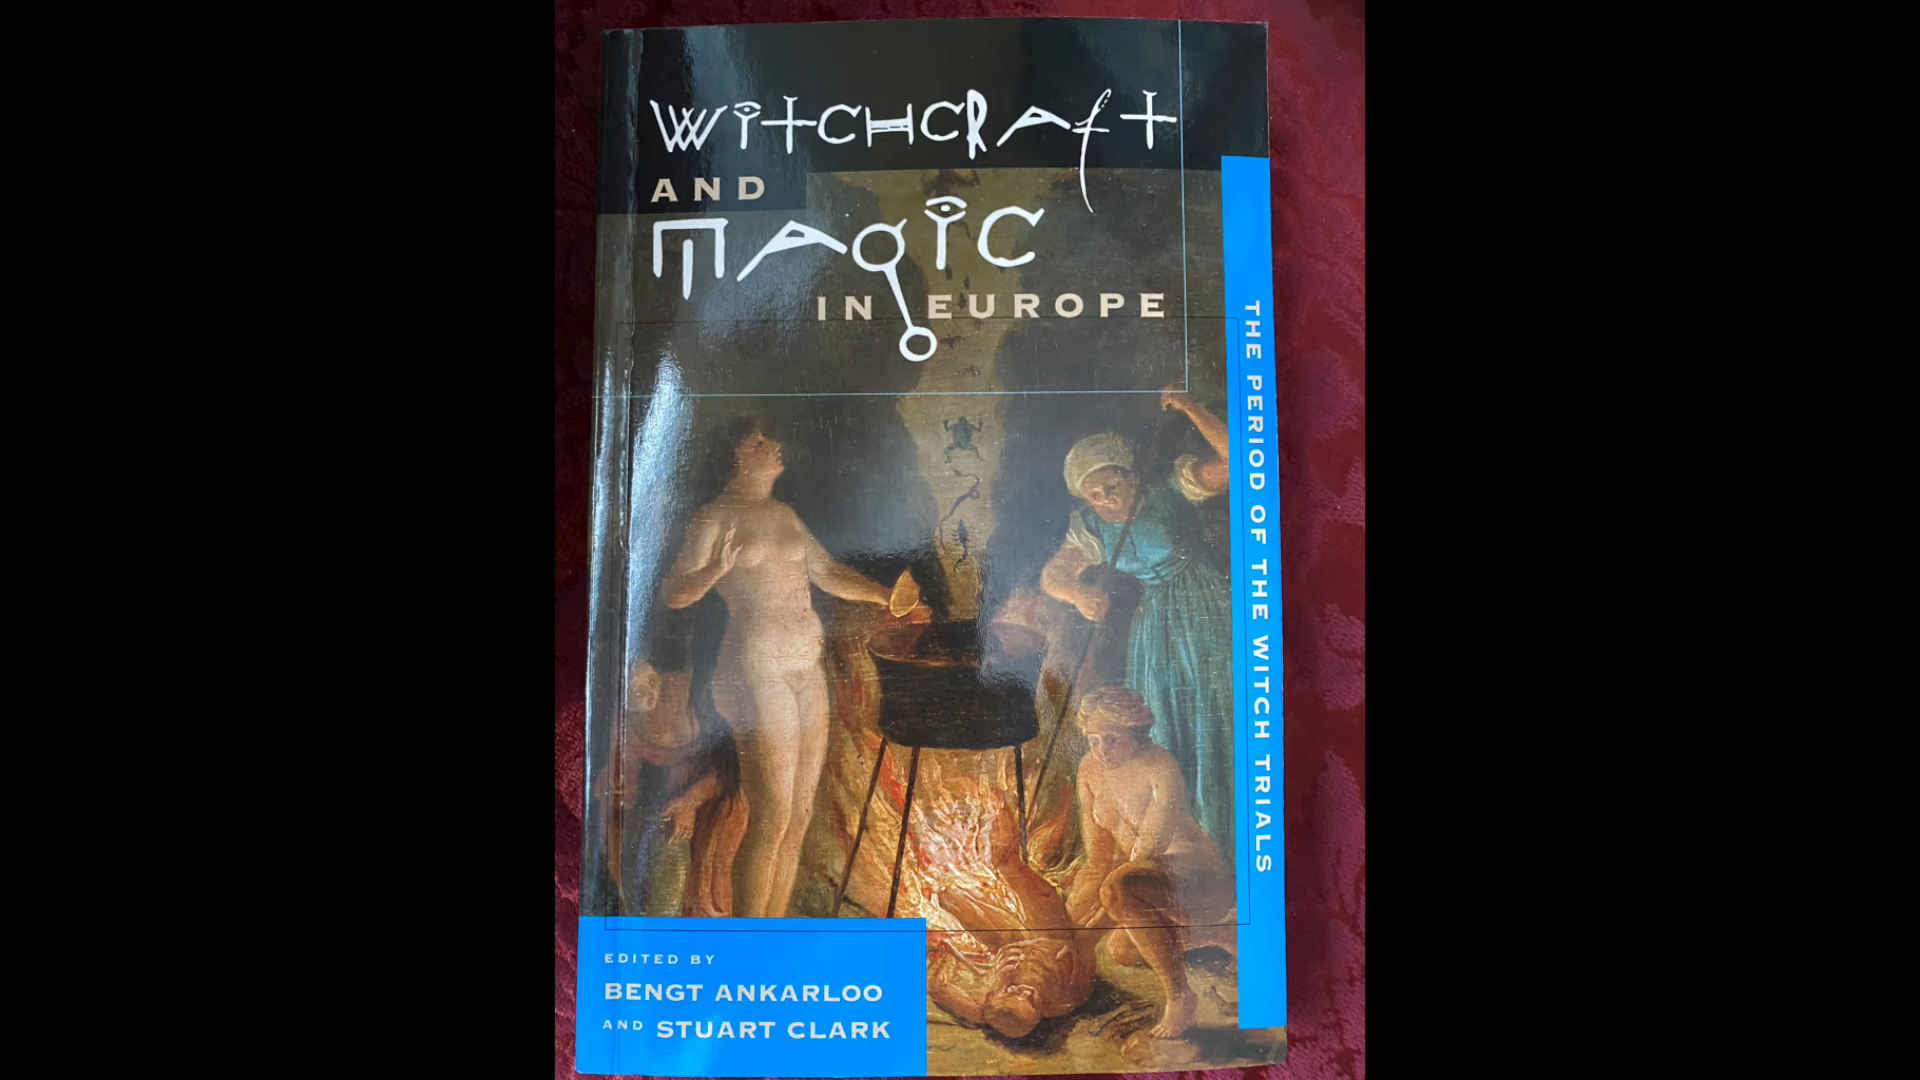 WITCHCRAFT
AND
MAGIC
IN EUROPE
THE PERIOD OF THE WITCH TRIALS
EDITED BY
BENGT ANKARLOO
AND STUART CLARK